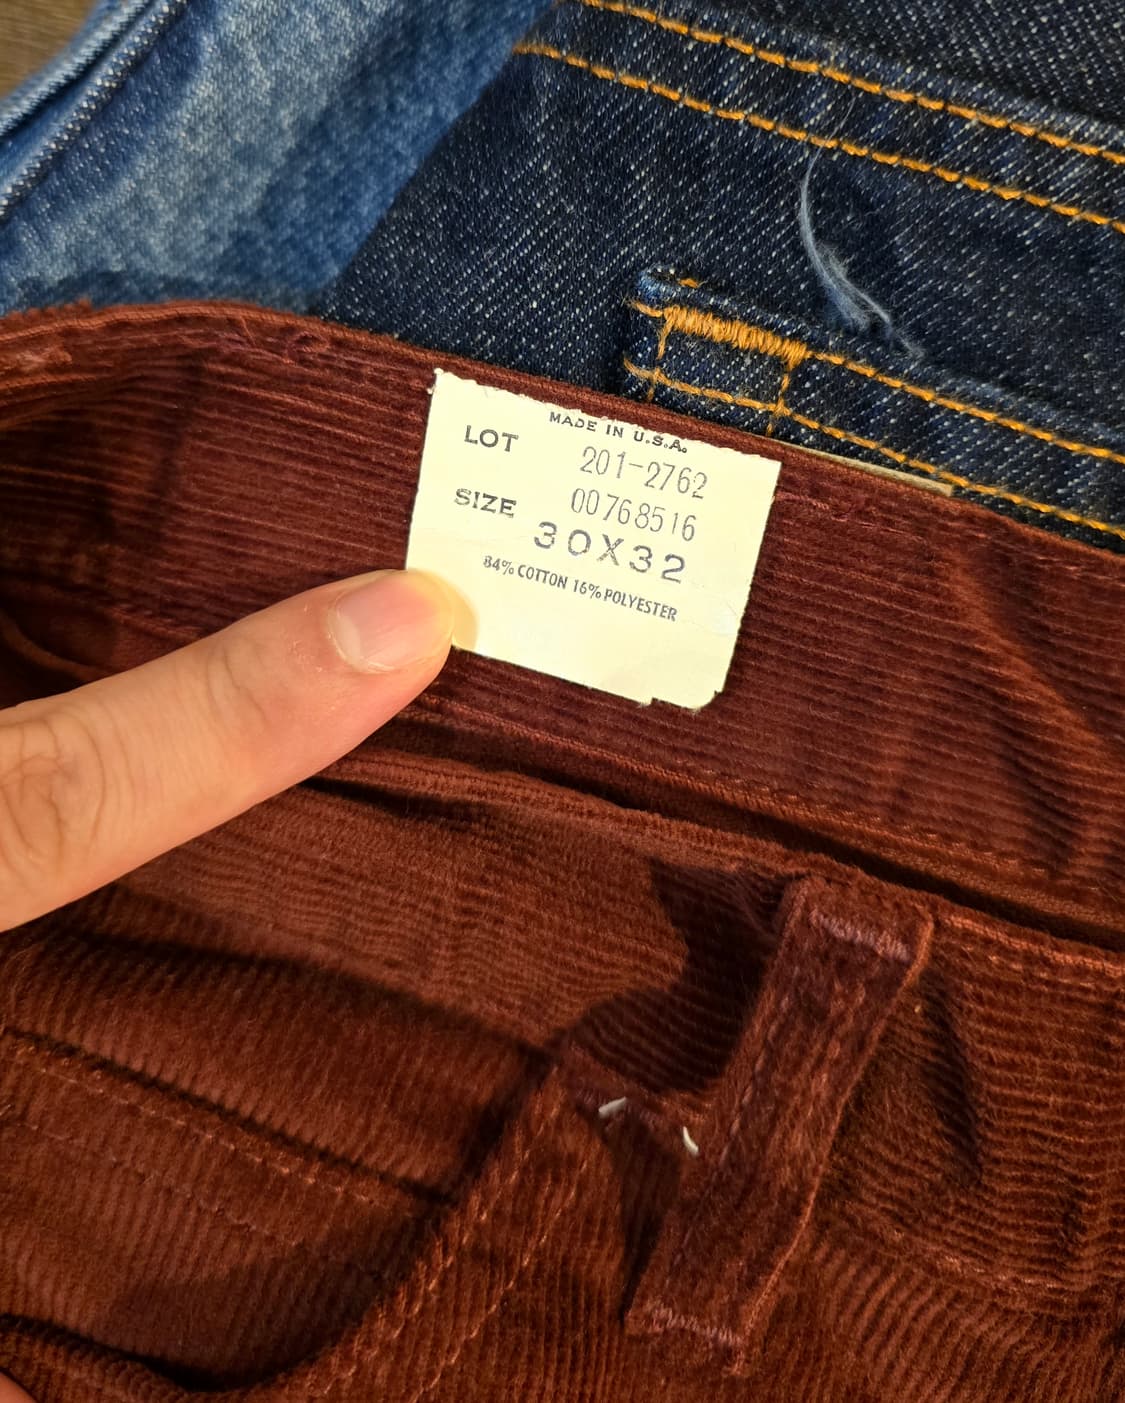 MADE IN U.S.A.
LOT 201-2762
00768516
SIZE 30X32
84% COTTON 16% POLYESTER